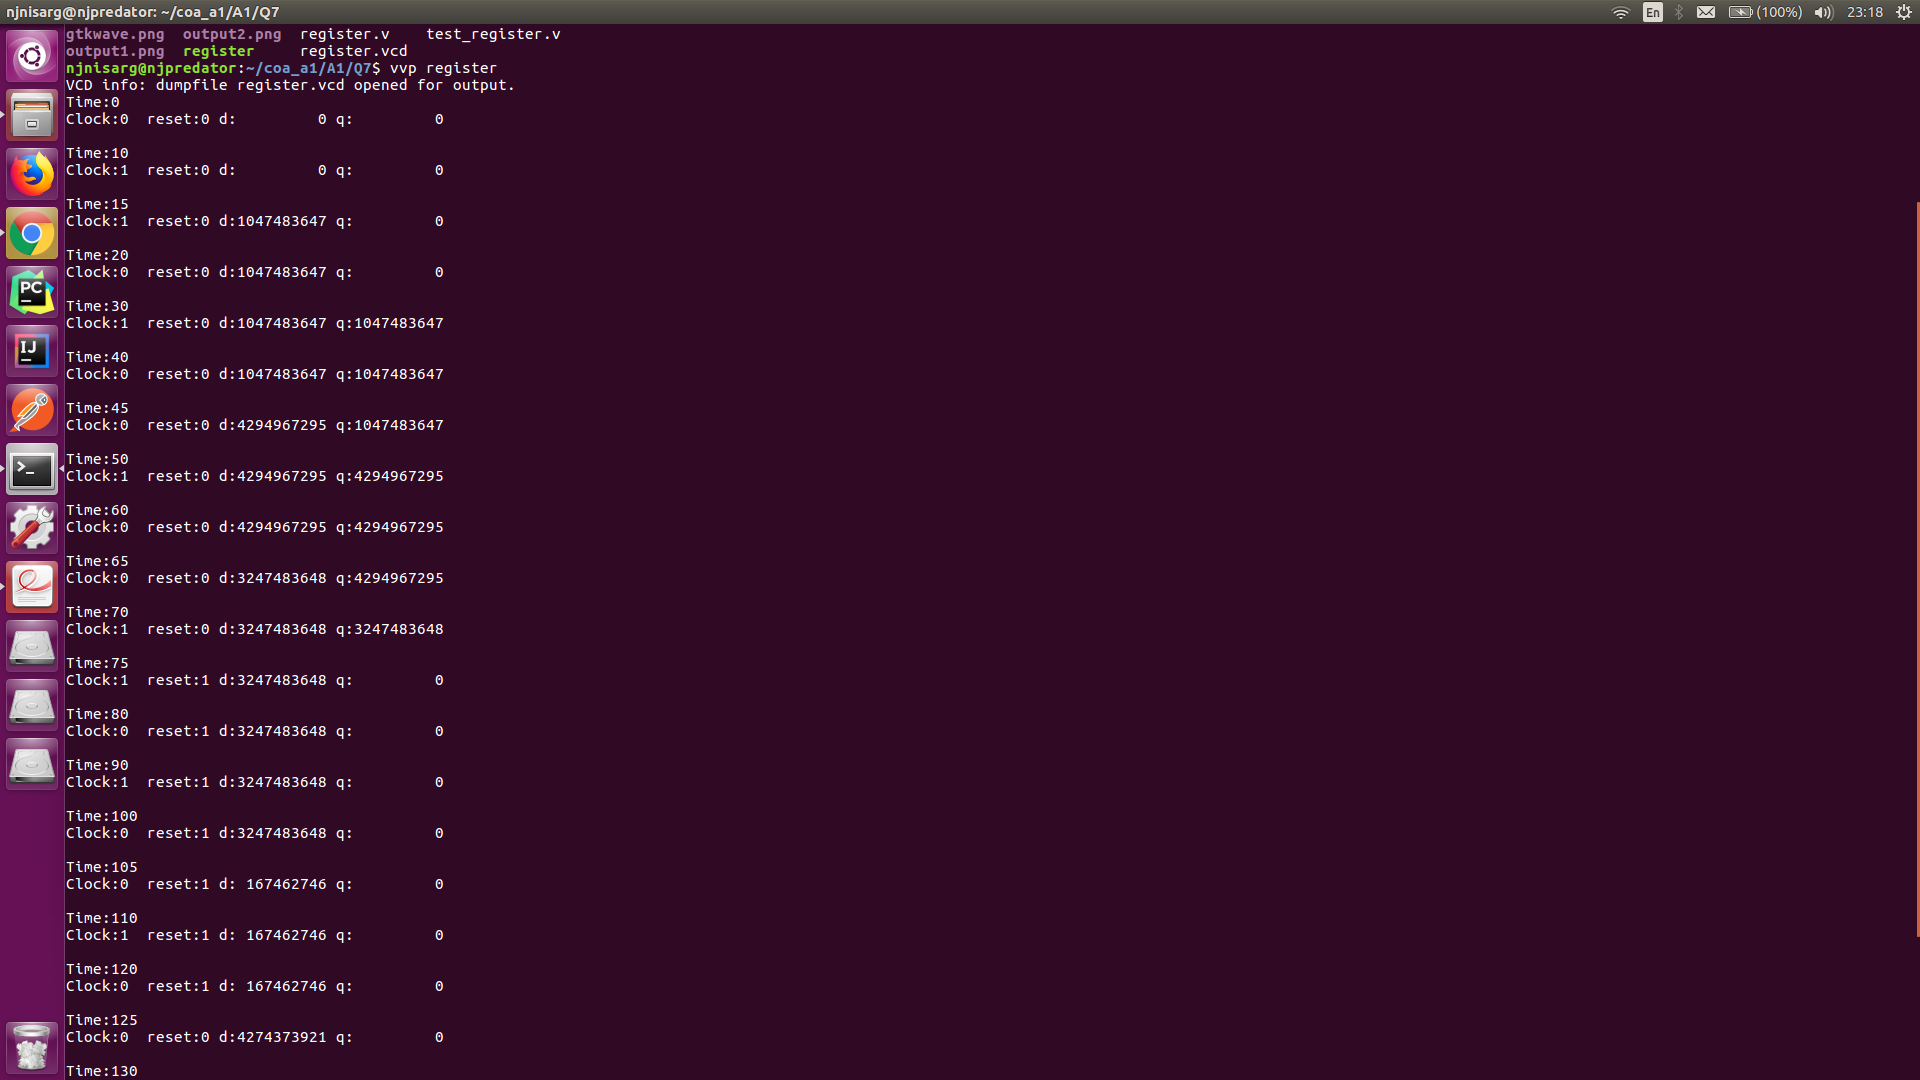 njnisarg@njpredator: ~/coa_a1/A1/Q7
En
(100%)
23:18
gtkwave.png  output2.png  register.v    test_register.v
output1.png  register     register.vcd
njnisarg@njpredator:~/coa_a1/A1/Q7$ vvp register
VCD info: dumpfile register.vcd opened for output.
Time:0
Clock:0  reset:0 d:         0 q:         0
Time:10
Clock:1  reset:0 d:         0 q:         0
Time:15
Clock:1  reset:0 d:1047483647 q:         0
Time:20
Clock:0  reset:0 d:1047483647 q:         0
Time:30
Clock:1  reset:0 d:1047483647 q:1047483647
Time:40
Clock:0  reset:0 d:1047483647 q:1047483647
Time:45
Clock:0  reset:0 d:4294967295 q:1047483647
Time:50
Clock:1  reset:0 d:4294967295 q:4294967295
Time:60
Clock:0  reset:0 d:4294967295 q:4294967295
Time:65
Clock:0  reset:0 d:3247483648 q:4294967295
Time:70
Clock:1  reset:0 d:3247483648 q:3247483648
Time:75
Clock:1  reset:1 d:3247483648 q:         0
Time:80
Clock:0  reset:1 d:3247483648 q:         0
Time:90
Clock:1  reset:1 d:3247483648 q:         0
Time:100
Clock:0  reset:1 d:3247483648 q:         0
Time:105
Clock:0  reset:1 d: 167462746 q:         0
Time:110
Clock:1  reset:1 d: 167462746 q:         0
Time:120
Clock:0  reset:1 d: 167462746 q:         0
Time:125
Clock:0  reset:0 d:4274373921 q:         0
Time:130
PC
IJ